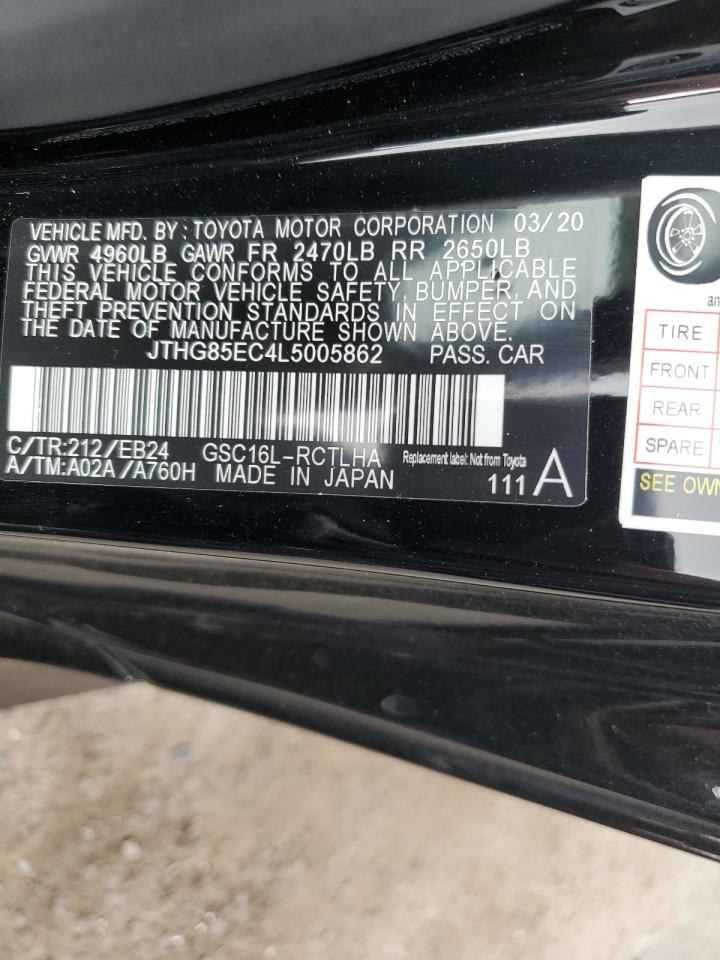 VEHICLE MFD. BY : TOYOTA MOTOR CORPORATION 03/20
GVWR 4960LB GAWR FR 2470LB RR 2650LB
THIS VEHICLE CONFORMS TO ALL APPLICABLE
FEDERAL MOTOR VEHICLE SAFETY, BUMPER, AND
THEFT PREVENTION STANDARDS IN EFFECT ON
THE DATE OF MANUFACTURE SHOWN ABOVE.
JTHG85EC4L5005862 PASS. CAR
C/TR:212/EB24 GSC16L-RCTLHA Replacement label: Not from Toyota
A/TM:A02A /A760H MADE IN JAPAN 111 A
TIRE
FRONT
REAR
SPARE
SEE OWN